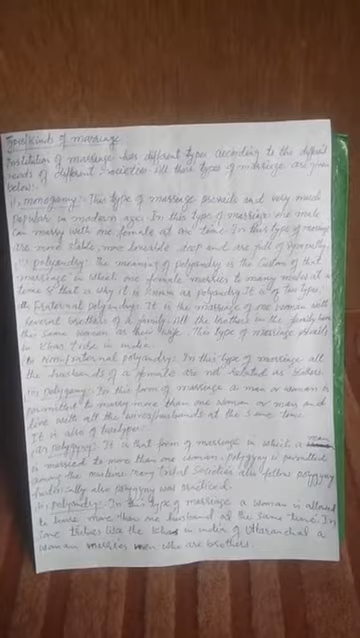 Types/Kinds of marriage
Institution of marriage has different types according to the different
needs of different societies. All these types of marriage are given
below:-
(i) monogamy:- This type of marriage prevails and very much
popular in modern ages. In this type of marriage one male
can marry with one female at one time. In this type of marriage
are more stable, more and are full of sympathy.
(ii) polyandry: The meaning of polyandry is the custom of that
marriage in which one female marries to many males at a
time & that is why it is known as polyandry. It is of two types.
(a) Fraternal polyandry: It is the marriage of one women with
several brothers of a family, all the brothers in the family have
the same women as their wife. This type of marriage prevails
in Khas tribe in india.
(b) Non fraternal polyandry: In this type of marriage all
the husbands of a female are not related as
(iii) polygamy: In this form of marriage a man or woman is
permitted to marry more than one woman or man and
live with all the wives/husbands at the same time.
It is also of two types:
(a) polygyny: It is that form of marriage in which a man
is married to more than one woman. polygyny is permitted
among the many tribal societies also follow polygyny
historically also polygyny was practiced.
(b) polyandry: In this type of marriage a woman is allowed
to have more than one husband at the same time. In
some tribes like the Khas in india of Uttaranchal a
woman marries men who are brothers.